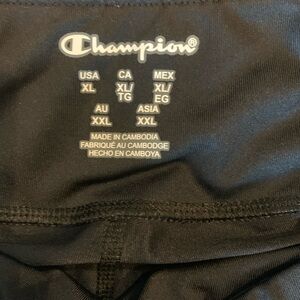 Champion®
USA CA MEX
XL XL/TG XL/EG
AU ASIA
XXL XXL
MADE IN CAMBODIA
FABRIQUÉ AU CAMBODGE
HECHO EN CAMBOYA